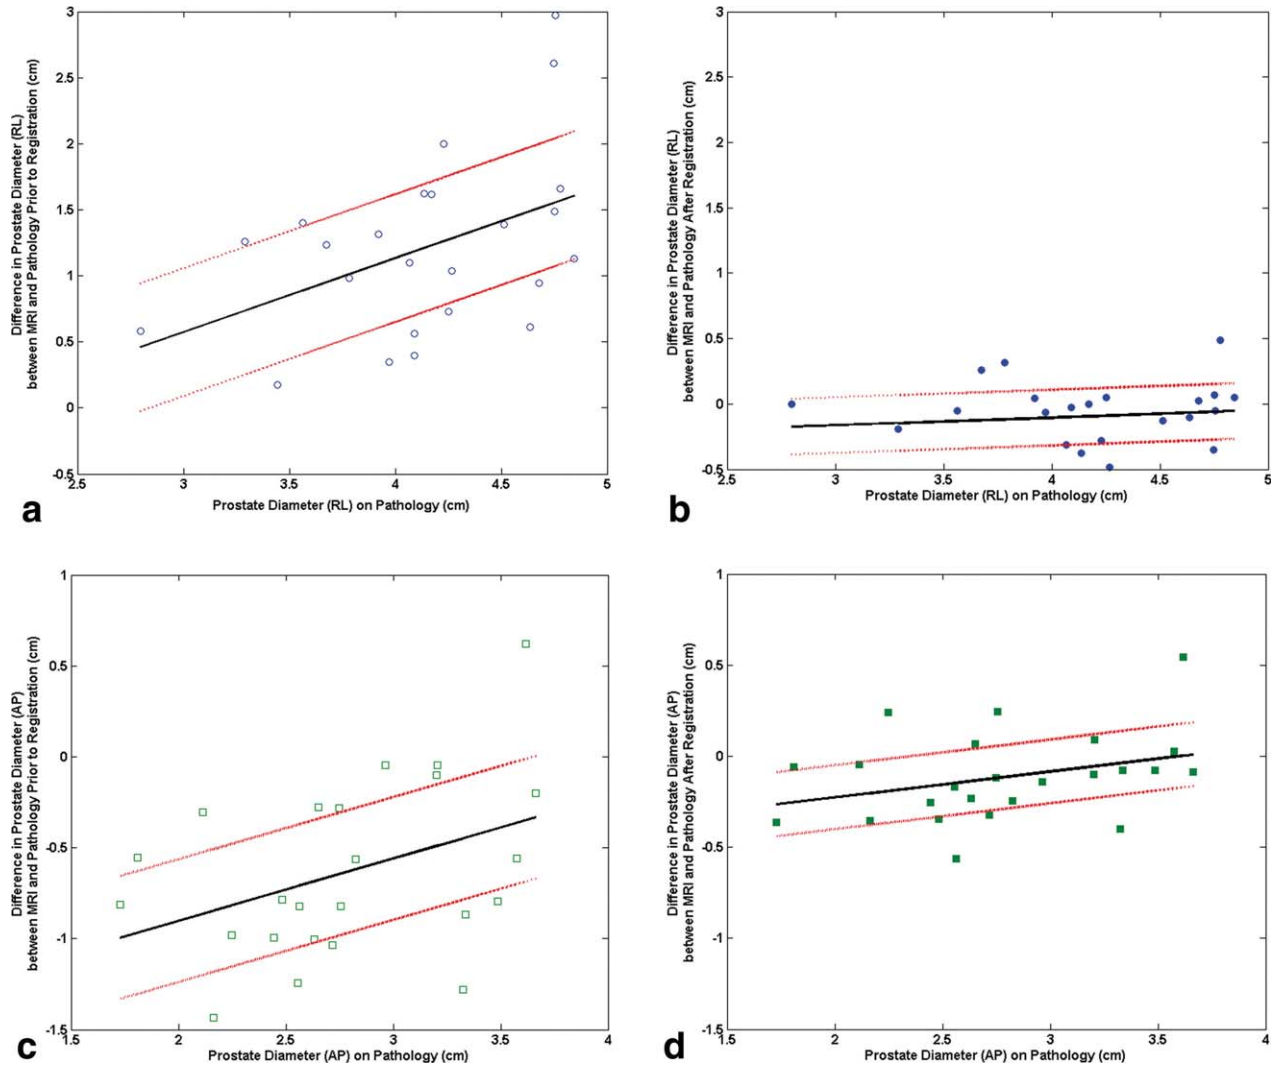 Difference in Prostate Diameter (RL)
between MRI and Pathology Prior to Registration (cm)
3
2.5
2
1.5
1
0.5
0
-0.5
2.5 3 3.5 4 4.5 5
Prostate Diameter (RL) on Pathology (cm)
a
Difference in Prostate Diameter (RL)
between MRI and Pathology After Registration (cm)
3
2.5
2
1.5
1
0.5
0
-0.5
2.5 3 3.5 4 4.5 5
Prostate Diameter (RL) on Pathology (cm)
b
Difference in Prostate Diameter (AP)
between MRI and Pathology Prior to Registration (cm)
1
0.5
0
-0.5
-1
-1.5
1.5 2 2.5 3 3.5 4
Prostate Diameter (AP) on Pathology (cm)
c
Difference in Prostate Diameter (AP)
between MRI and Pathology After Registration (cm)
1
0.5
0
-0.5
-1
-1.5
1.5 2 2.5 3 3.5 4
Prostate Diameter (AP) on Pathology (cm)
d